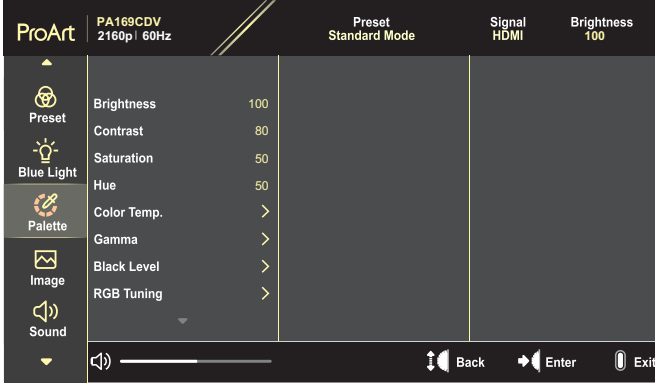 ProArt
PA169CDV
2160p| 60Hz
Preset
Standard Mode
Signal
HDMI
Brightness
100
Preset
Blue Light
Palette
Image
Sound
Brightness 100
Contrast 80
Saturation 50
Hue 50
Color Temp.
Gamma
Black Level
RGB Tuning
Back
Enter
Exit